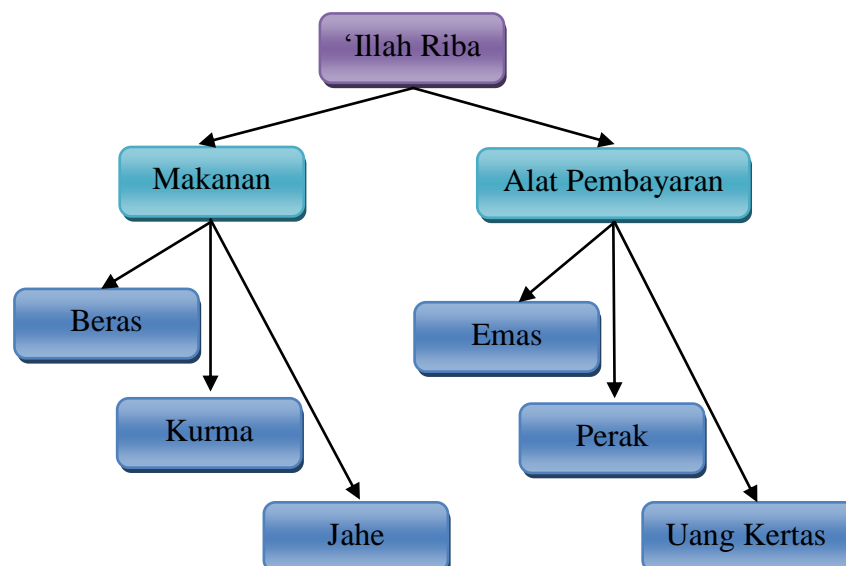 ‘Illah Riba
Makanan
Alat Pembayaran
Beras
Emas
Kurma
Perak
Jahe
Uang Kertas